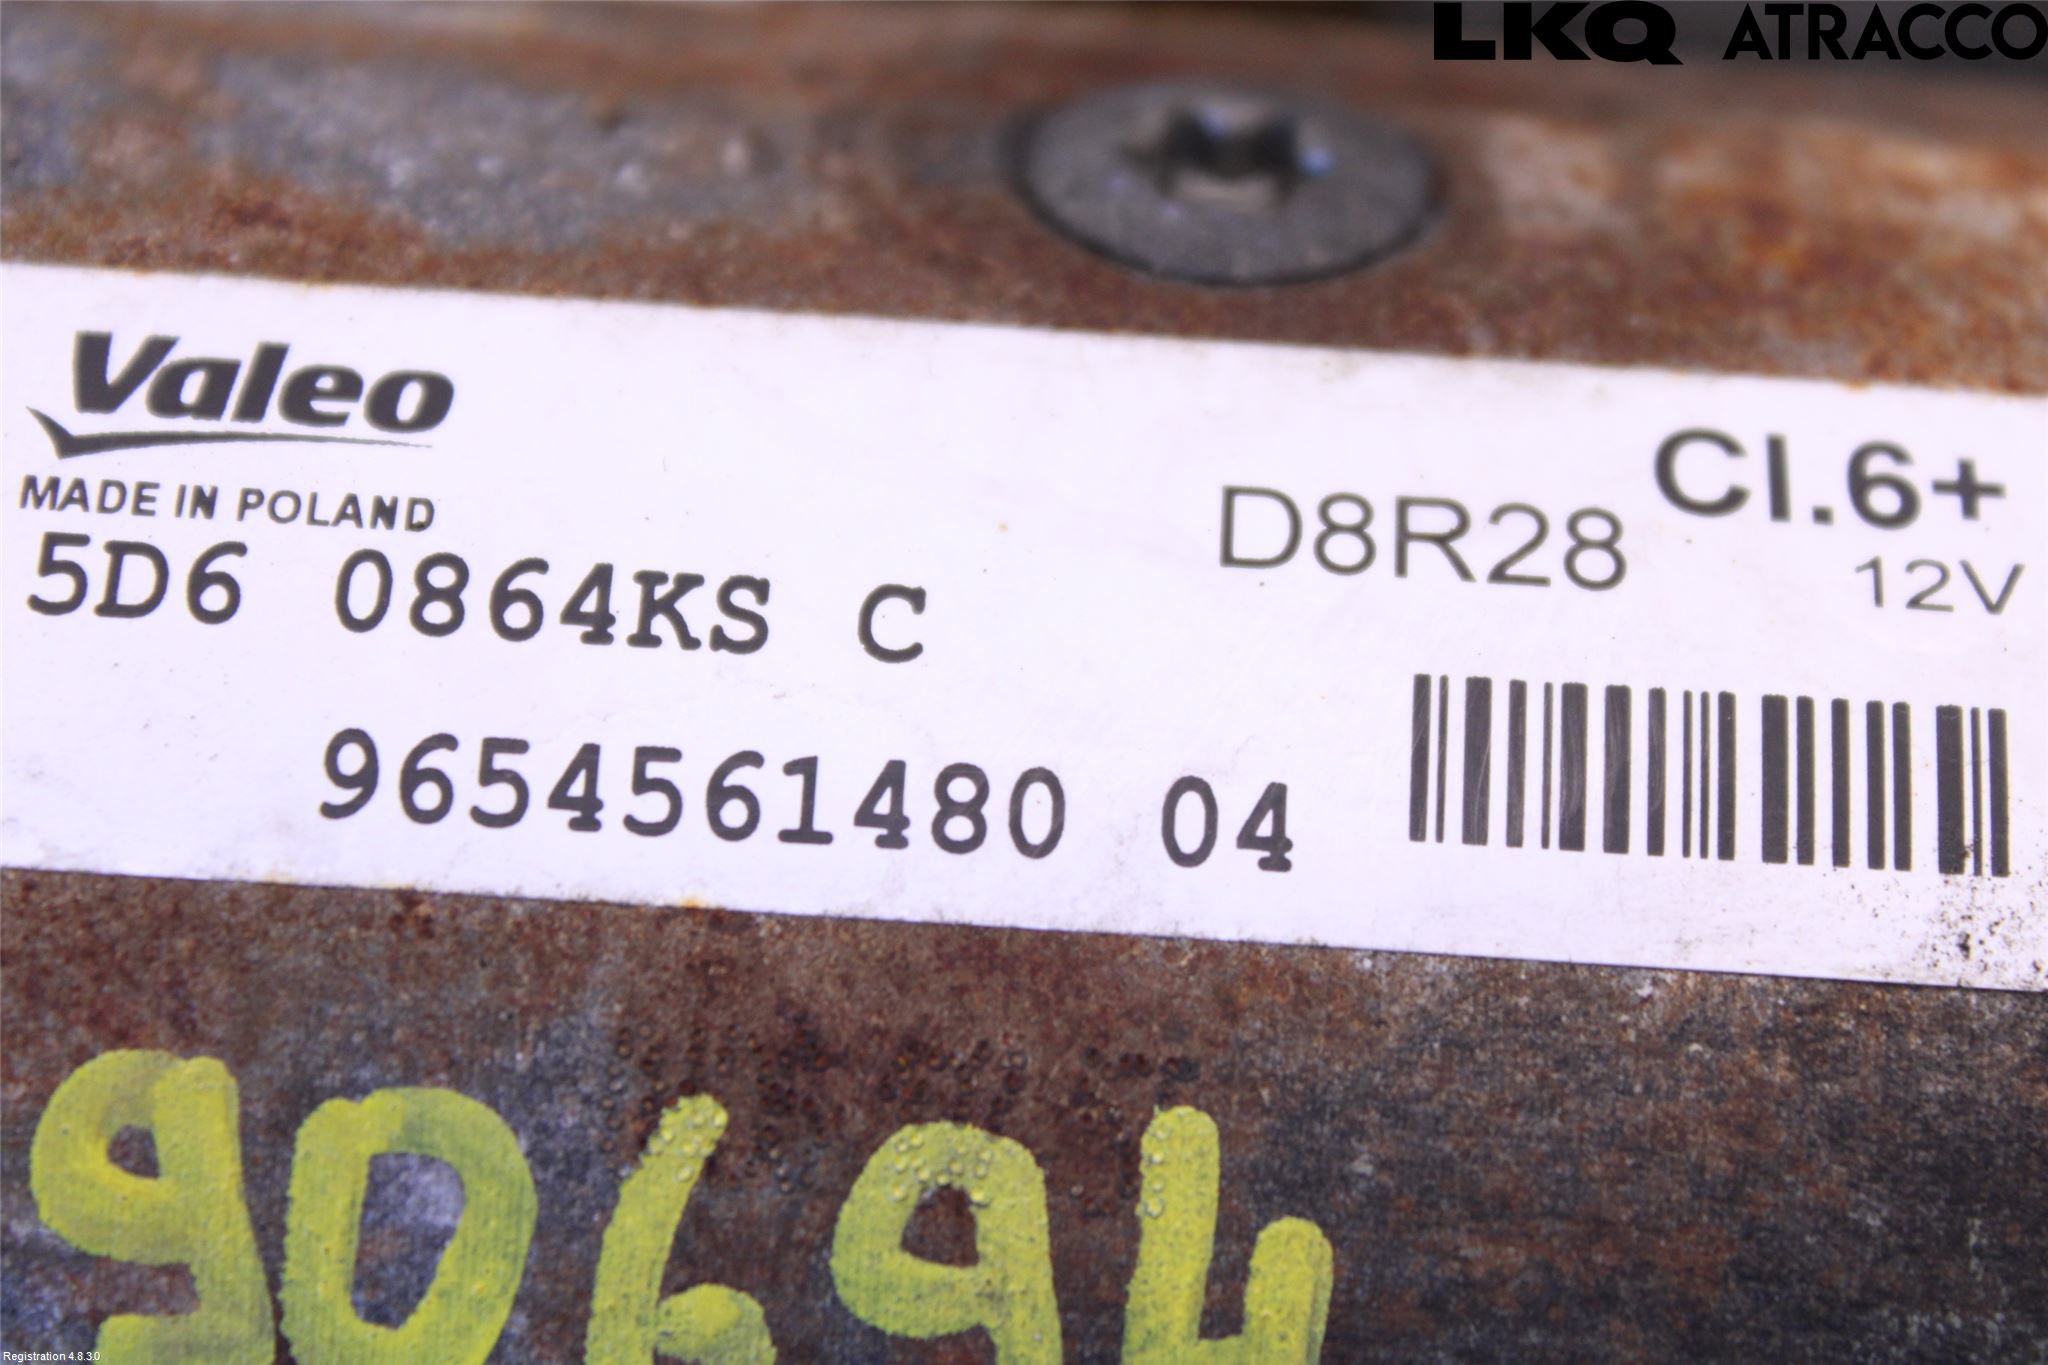 LKQ ATRACCO
Valeo
MADE IN POLAND
D8R28 Cl.6+
12V
5D6 0864KS C
9654561480 04
90694
Registration 4.8.3.0